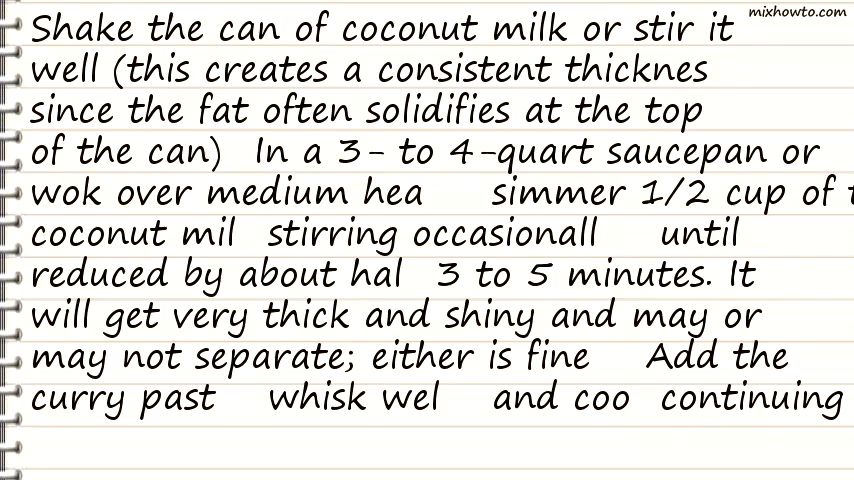 mixhowto.com
Shake the can of coconut milk or stir it
well (this creates a consistent thicknes
since the fat often solidifies at the top
of the can) In a 3- to 4-quart saucepan or
wok over medium hea simmer 1/2 cup of t
coconut mil stirring occasionall until
reduced by about hal 3 to 5 minutes. It
will get very thick and shiny and may or
may not separate; either is fine Add the
curry past whisk wel and coo continuing